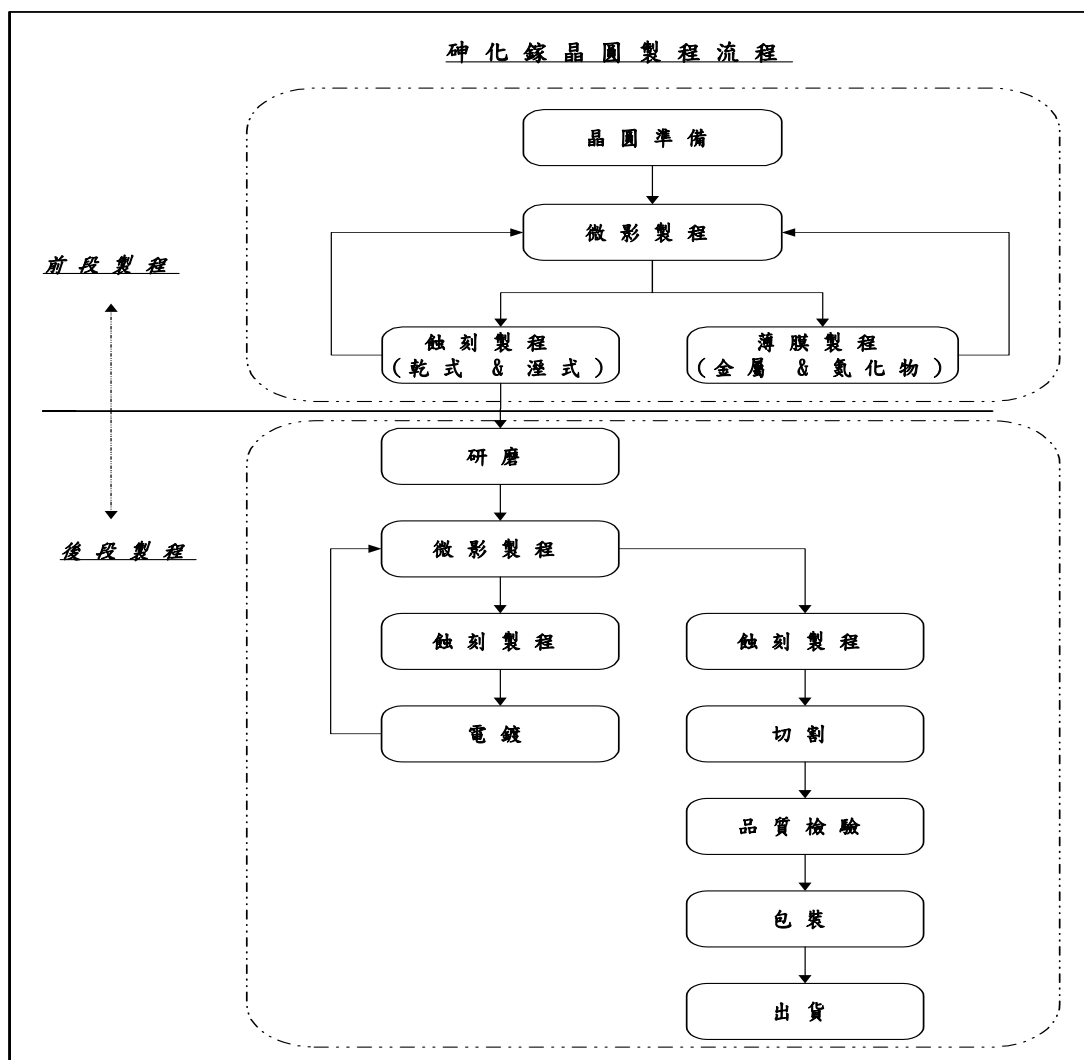 砷化鎵晶圓製程流程
晶圓準備
微影製程
前段製程
蝕刻製程
(乾式 & 溼式)
薄膜製程
(金屬 & 氮化物)
研磨
微影製程
後段製程
蝕刻製程
蝕刻製程
電鍍
切割
品質檢驗
包裝
出貨